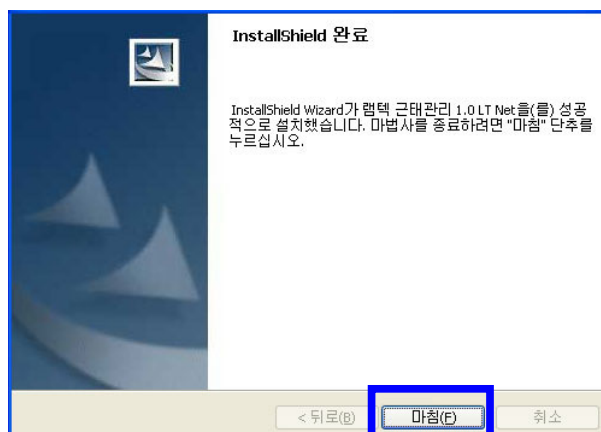 InstallShield 완료
InstallShield Wizard가 램텍 근태관리 1.0 LT Net을(를) 성공
적으로 설치했습니다. 마법사를 종료하려면 "마침" 단추를
누르십시오.
< 뒤로(B)
마침(F)
취소